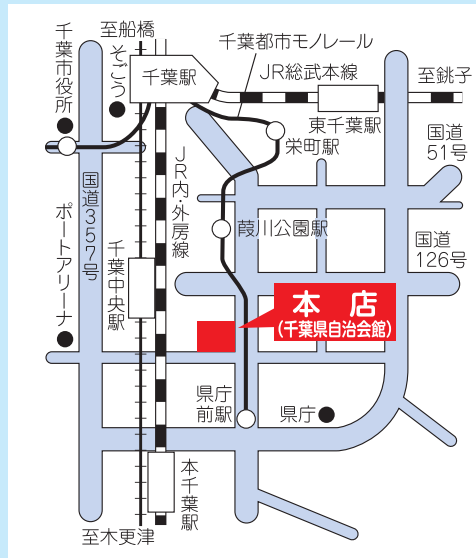 至船橋
千葉市役所
そごう
千葉駅
千葉都市モノレール
JR総武本線
至銚子
東千葉駅
栄町駅
国道
51号
JR内・外房線
国道357号
ポートアリーナ
千葉中央駅
葭川公園駅
国道
126号
本店
(千葉県自治会館)
県庁
前駅
県庁
本千葉駅
至木更津